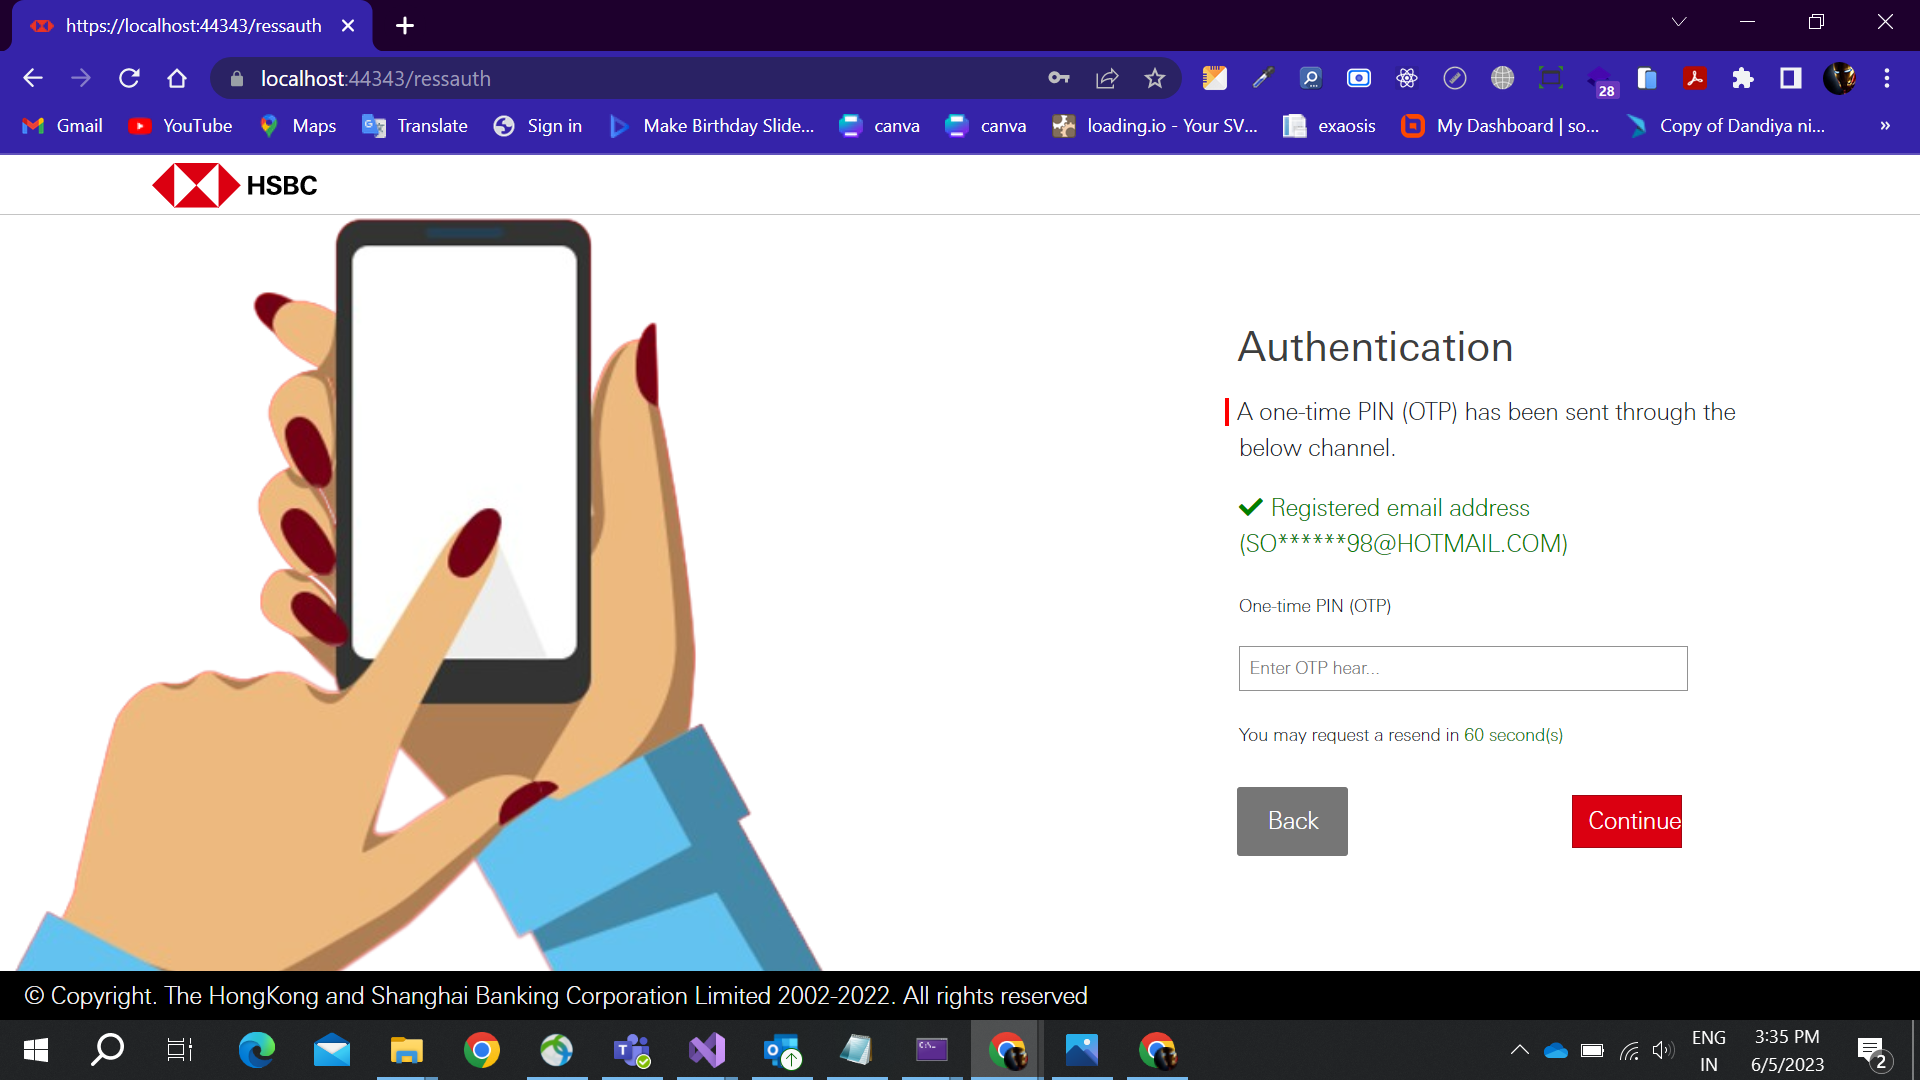 https://localhost:44343/ressauth
localhost:44343/ressauth
28
Gmail YouTube Maps Translate Sign in Make Birthday Slide... canva canva loading.io - Your SV... exaosis My Dashboard | so... Copy of Dandiya ni... »
HSBC
Authentication
A one-time PIN (OTP) has been sent through the
below channel.
Registered email address
(SO******98@HOTMAIL.COM)
One-time PIN (OTP)
Enter OTP hear...
You may request a resend in 60 second(s)
Back Continue
© Copyright. The HongKong and Shanghai Banking Corporation Limited 2002-2022. All rights reserved
ENG 3:35 PM
IN 6/5/2023 2